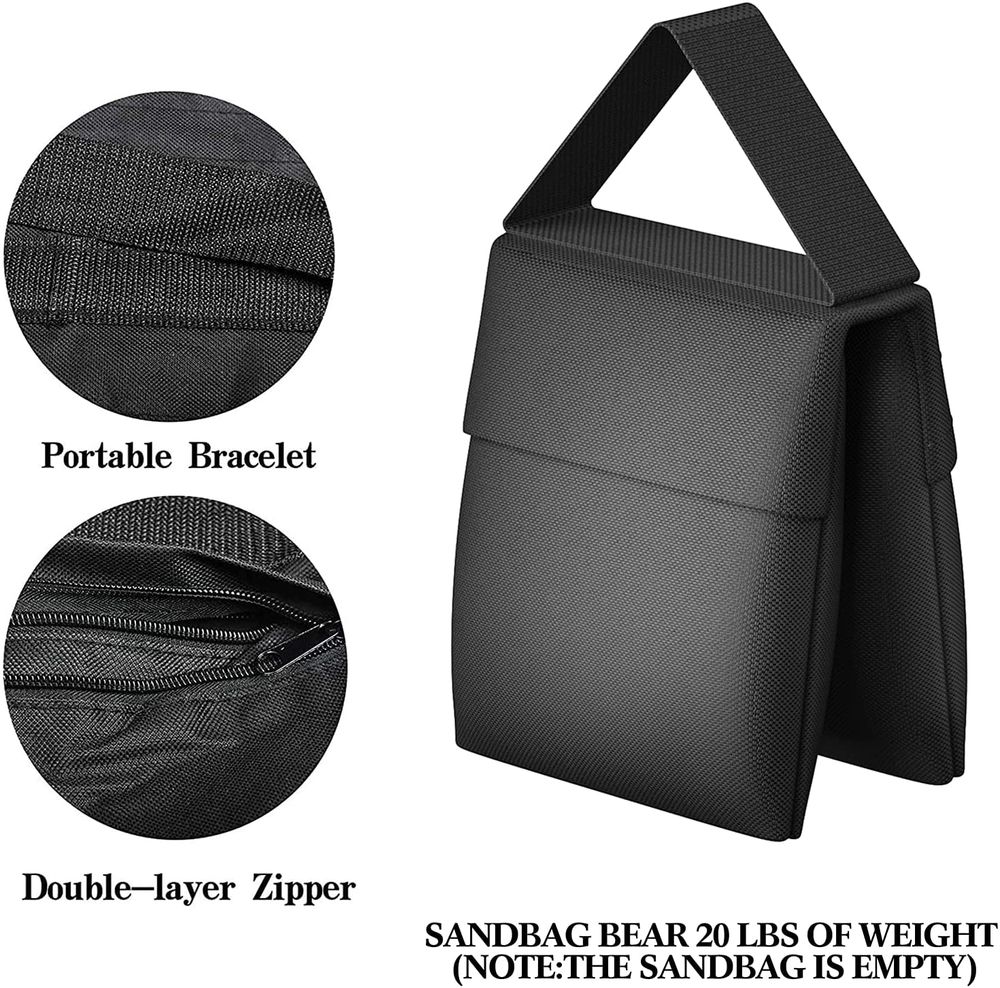 Portable Bracelet
Double-layer Zipper
SANDBAG BEAR 20 LBS OF WEIGHT
(NOTE:THE SANDBAG IS EMPTY)